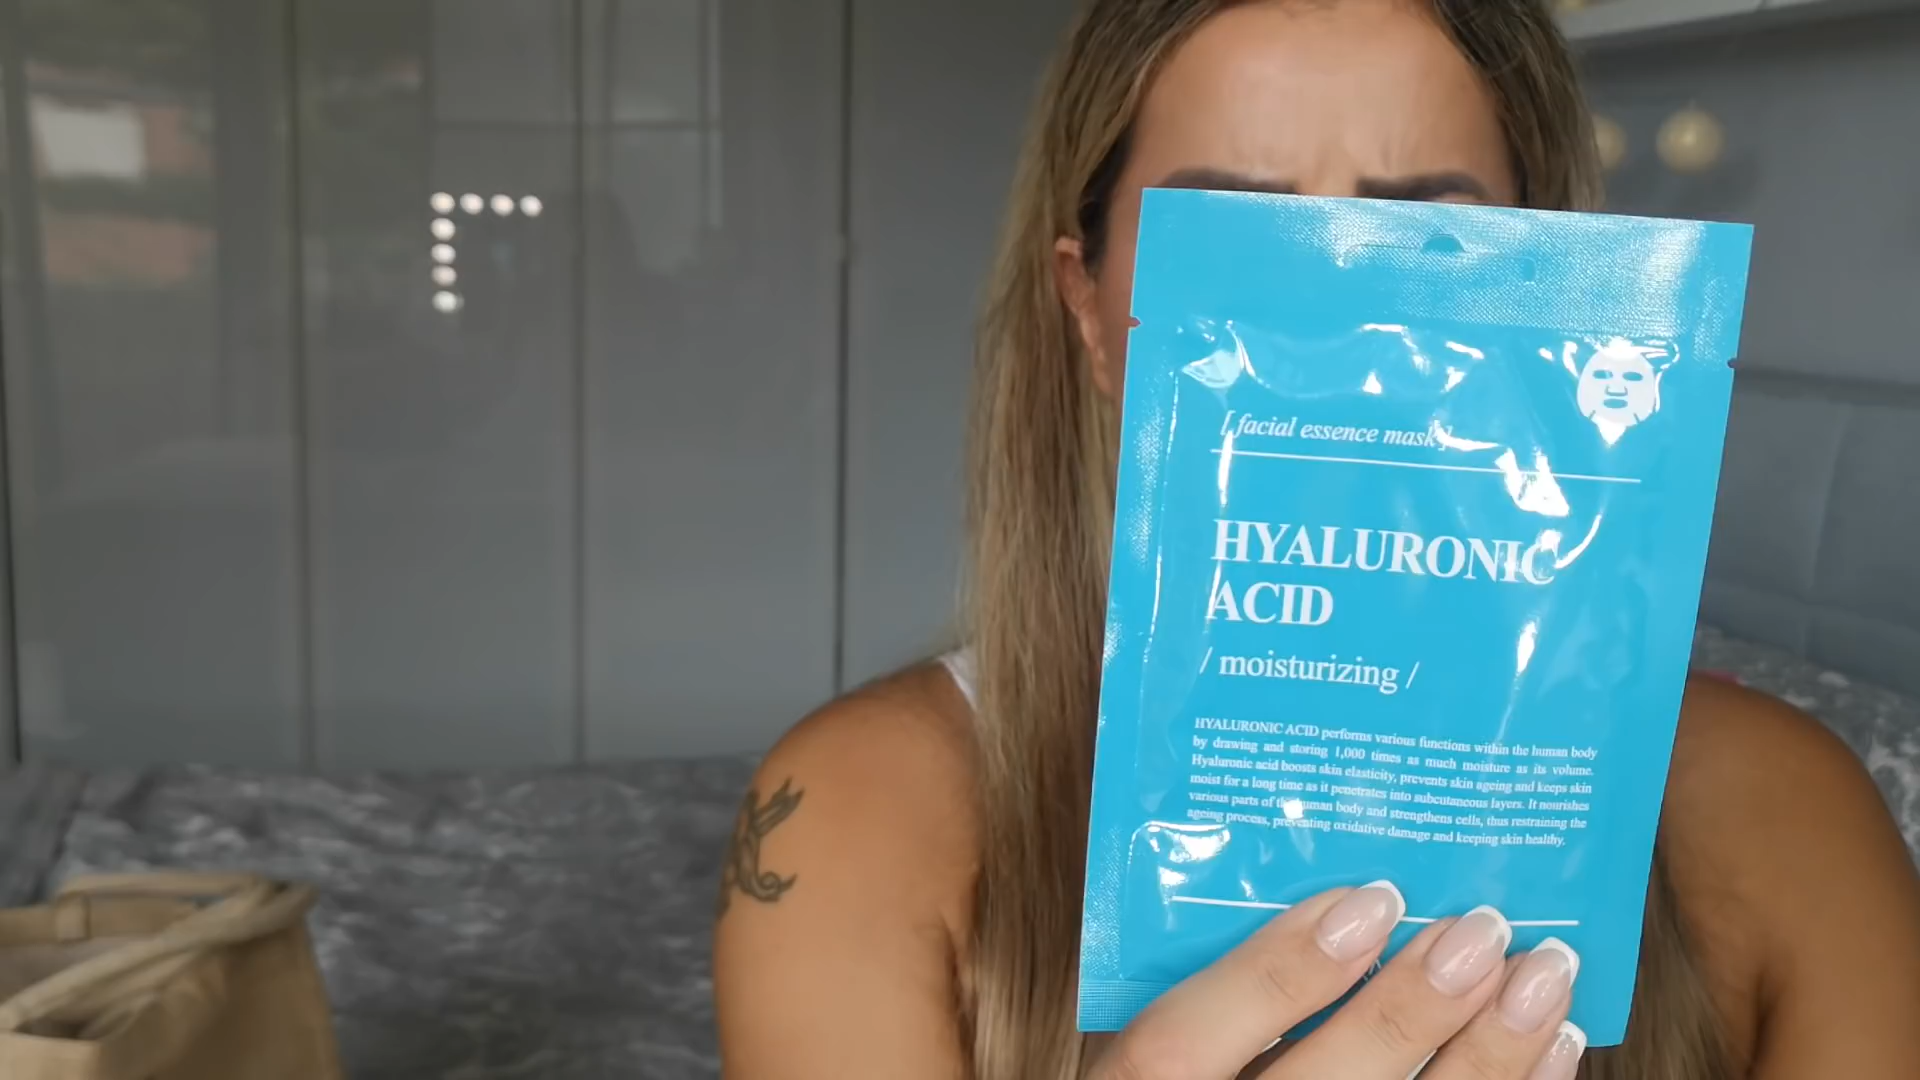 [ facial essence mask ]
HYALURONIC
ACID
/ moisturizing /
HYALURONIC ACID performs various functions within the human body
by drawing and storing 1,000 times as much moisture as its volume.
Hyaluronic acid boosts skin elasticity, prevents skin ageing and keeps skin
moist for a long time as it penetrates into subcutaneous layers. It nourishes
various parts of the human body and strengthens cells, thus restraining the
ageing process, preventing oxidative damage and keeping skin healthy.